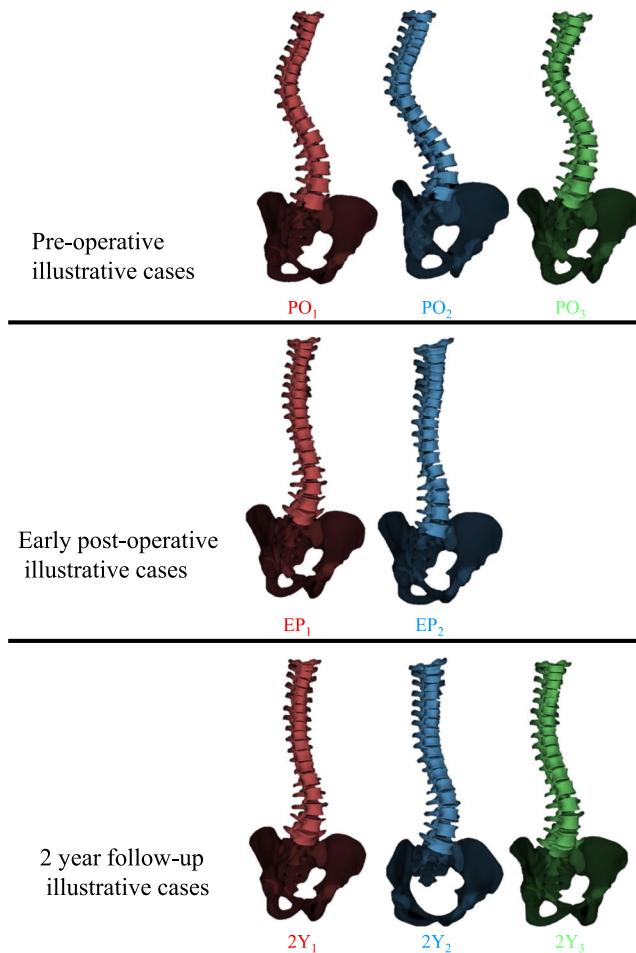 Pre-operative
illustrative cases
PO₁ PO₂ PO₃
Early post-operative
illustrative cases
EP₁ EP₂
2 year follow-up
illustrative cases
2Y₁ 2Y₂ 2Y₃